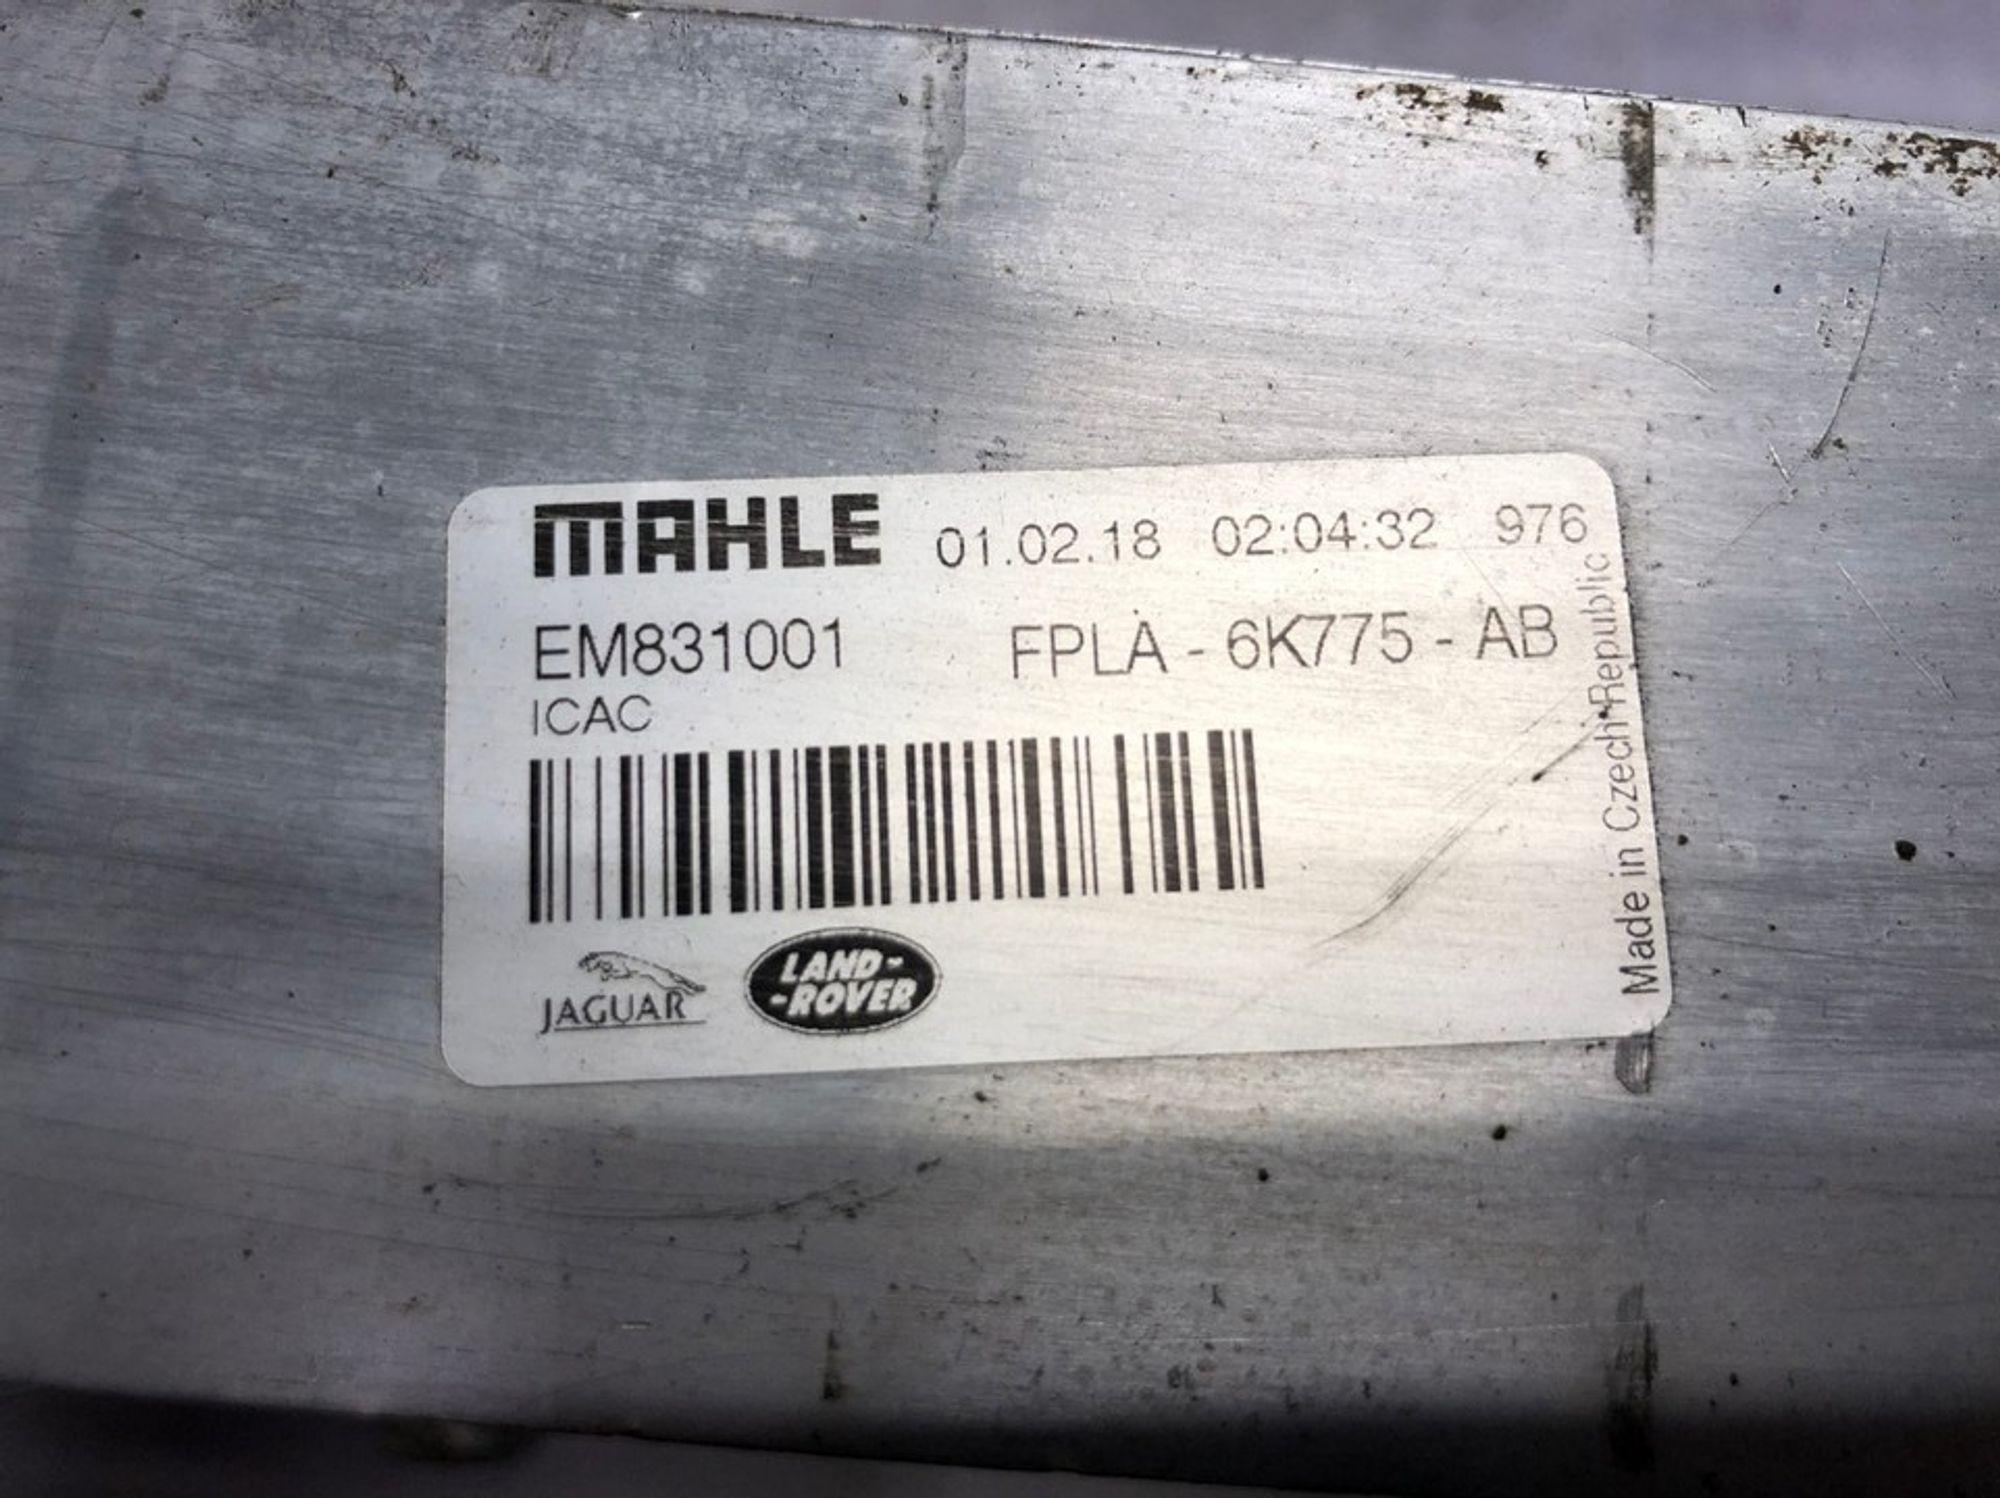 MAHLE 01.02.18 02:04:32 976
EM831001 FPLA - 6K775 - AB
ICAC
JAGUAR
LAND-
-ROVER
Made in Czech Republic